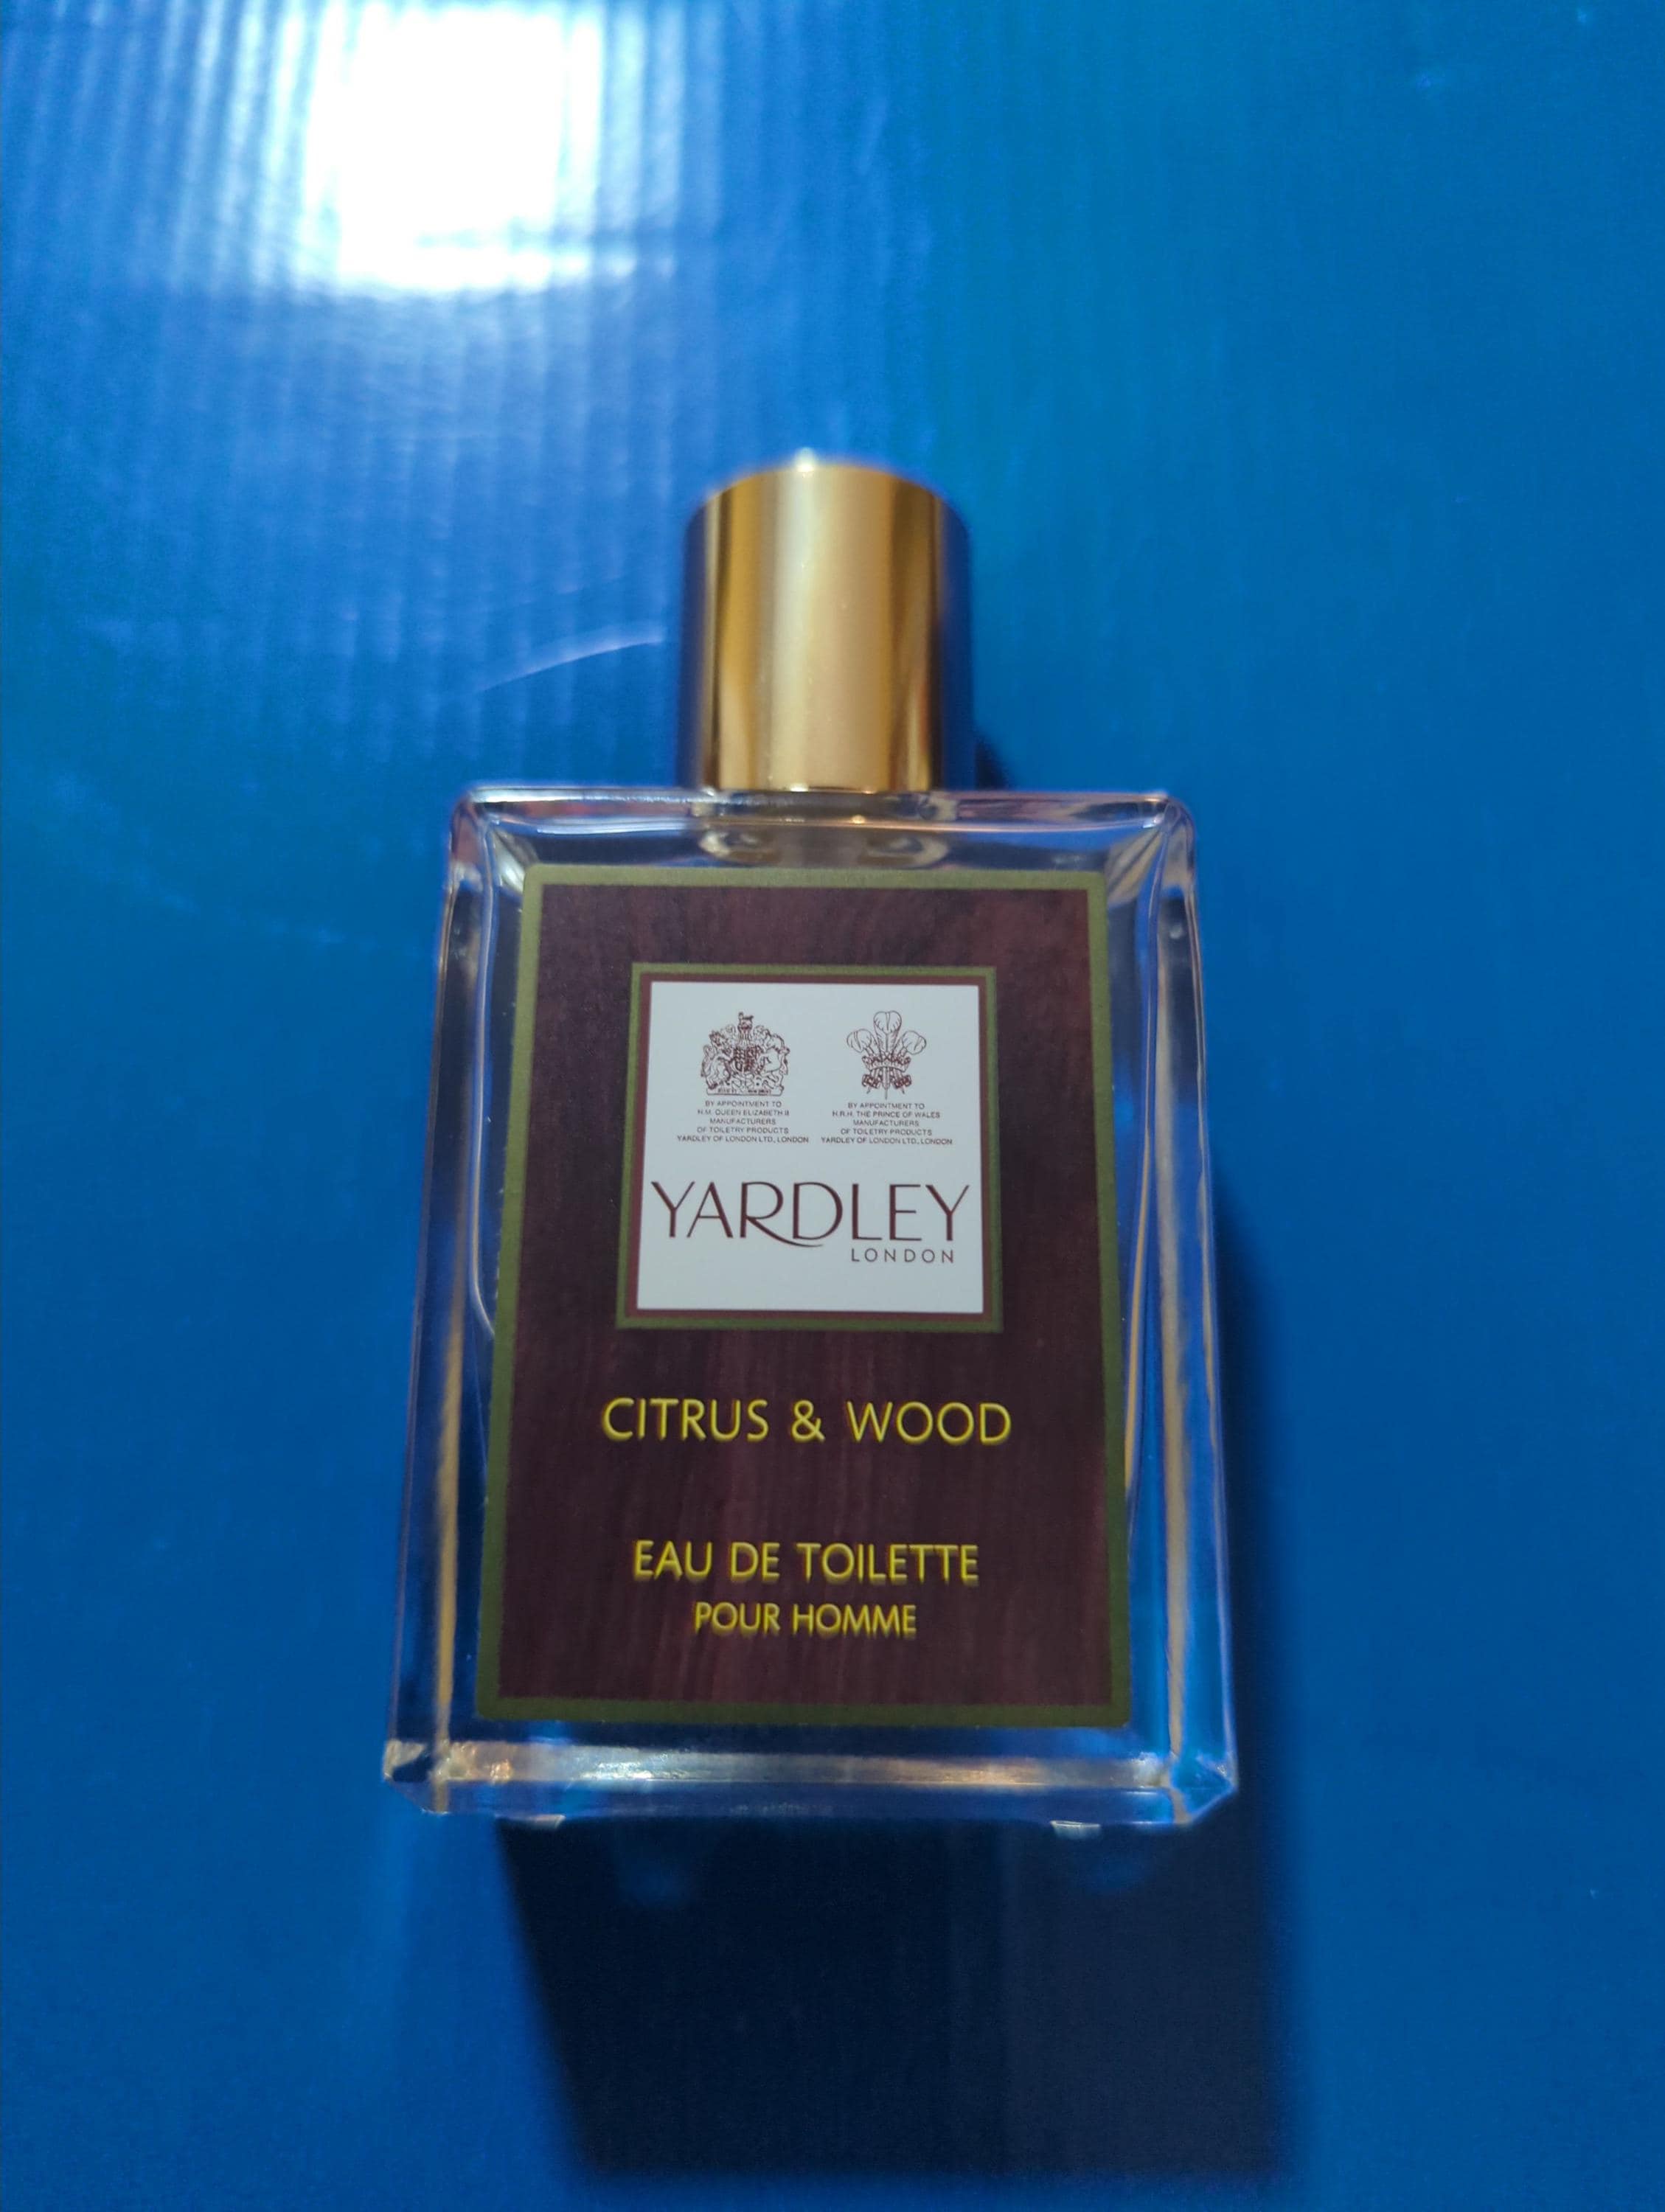 BY APPOINTMENT TO
H.M. QUEEN ELIZABETH II
MANUFACTURERS
OF TOILETRY PRODUCTS
YARDLEY OF LONDON LTD, LONDON
BY APPOINTMENT TO
H.R.H. THE PRINCE OF WALES
MANUFACTURERS
OF TOILETRY PRODUCTS
YARDLEY OF LONDON LTD, LONDON
YARDLEY
LONDON
CITRUS & WOOD
EAU DE TOILETTE
POUR HOMME